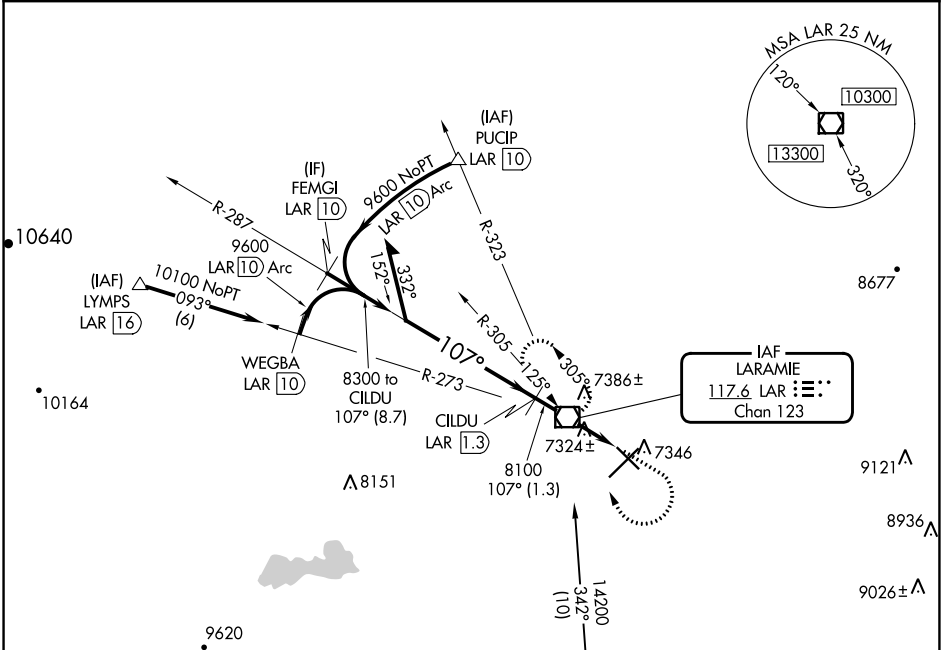 MSA LAR 25 NM
120°
10300
13300
320°
(IAF)
PUCIP
LAR 10
9600 NoPT
LAR 10 Arc
(IF)
FEMGI
LAR 10
R-287
9600
LAR 10 Arc
R-323
10640
(IAF)
LYMPS
LAR 16
10100 NoPT
093°
(6)
152°
332°
8677
R-305
125°
305°
107°
7386±
WEGBA
LAR 10
R-273
8300 to
CILDU
107° (8.7)
IAF
LARAMIE
117.6 LAR
Chan 123
10164
CILDU
LAR 1.3
7324±
7346
8100
107° (1.3)
8151
9121
8936
14200
342°
(10)
9026±
9620